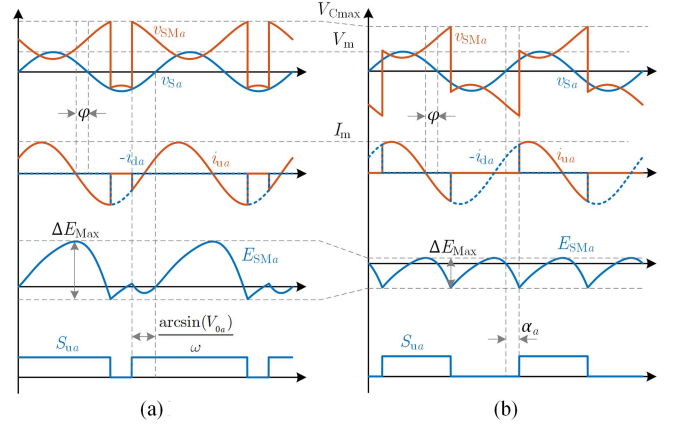 V_Cmax
v_SMa
V_m
v_Sa
φ
v_SMa
v_Sa
φ
I_m
-i_da
i_ua
-i_da
i_ua
ΔE_Max
E_SMa
ΔE_Max
E_SMa
arcsin(V_0a)
ω
S_ua
α_a
S_ua
(a)
(b)